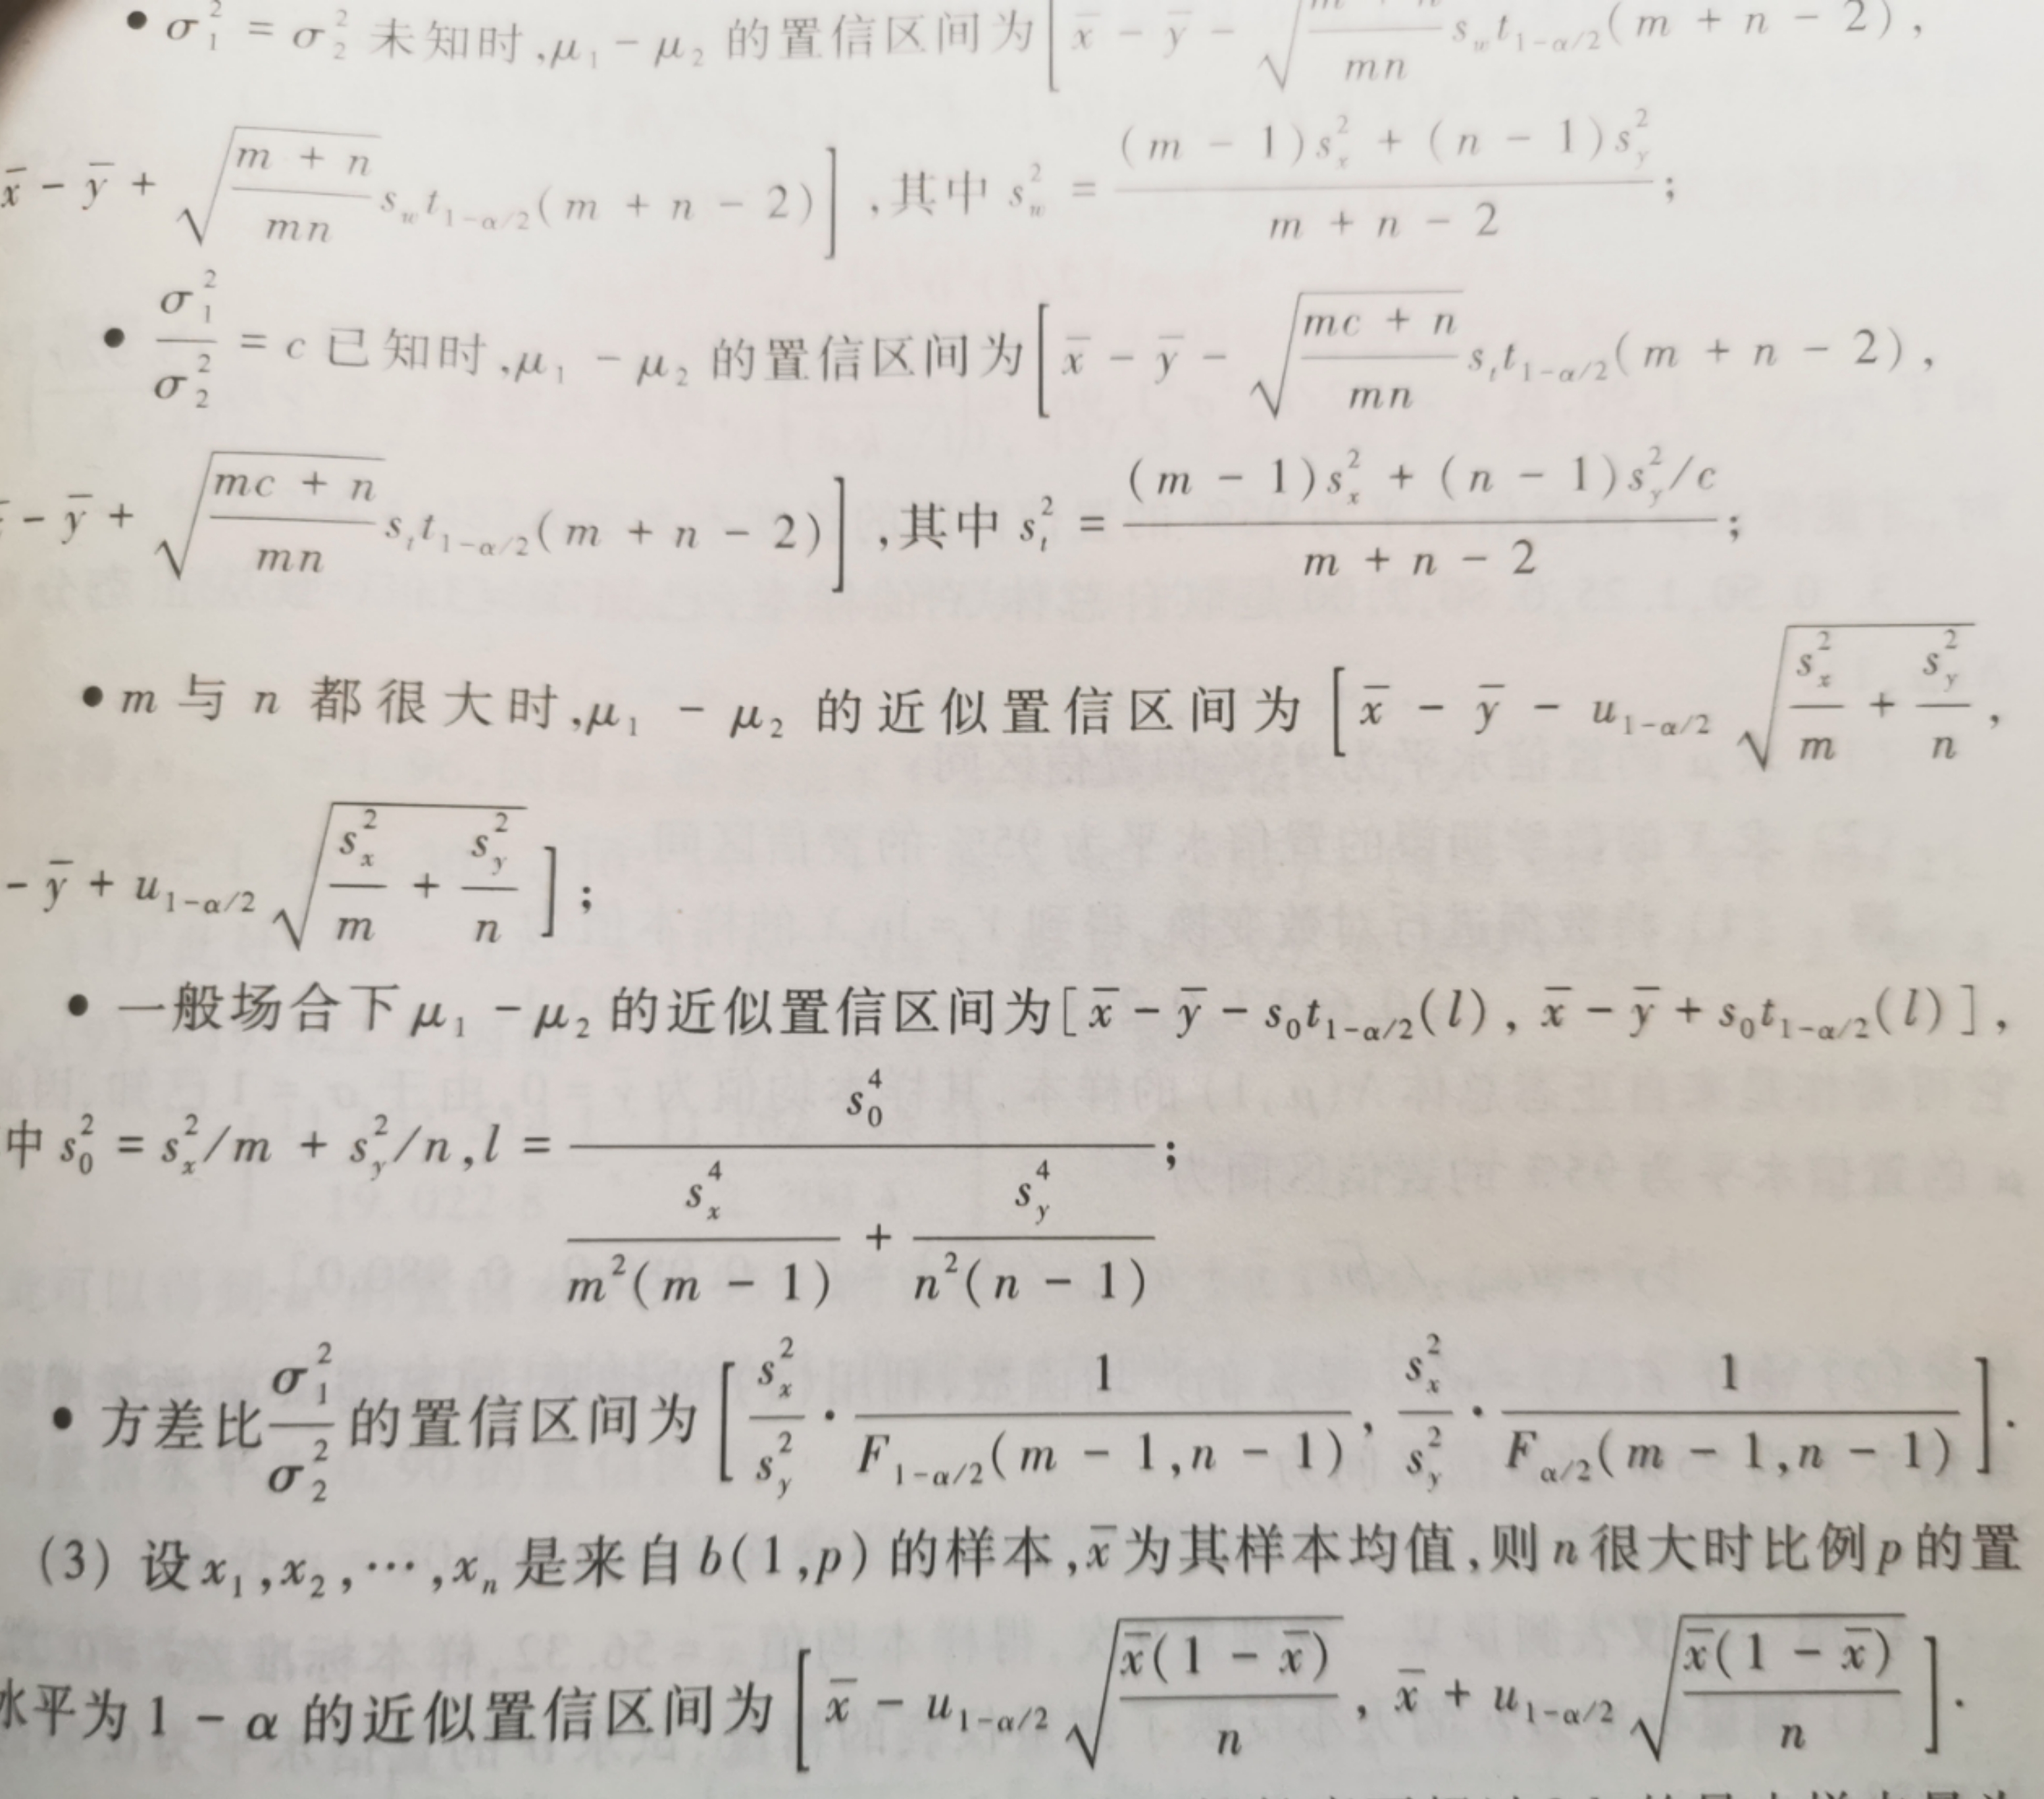 • $\sigma_1^2 = \sigma_2^2$ 未知时,$\mu_1 - \mu_2$ 的置信区间为 $\left[\bar{x} - \bar{y} - \sqrt{\frac{m + n}{mn}} s_w t_{1-\alpha/2}(m + n - 2),\right.$
$\left.\bar{x} - \bar{y} + \sqrt{\frac{m + n}{mn}} s_w t_{1-\alpha/2}(m + n - 2)\right]$,其中 $s_w^2 = \frac{(m - 1)s_x^2 + (n - 1)s_y^2}{m + n - 2}$;
• $\frac{\sigma_1^2}{\sigma_2^2} = c$ 已知时,$\mu_1 - \mu_2$ 的置信区间为 $\left[\bar{x} - \bar{y} - \sqrt{\frac{mc + n}{mn}} s_t t_{1-\alpha/2}(m + n - 2),\right.$
$\left. - \bar{y} + \sqrt{\frac{mc + n}{mn}} s_t t_{1-\alpha/2}(m + n - 2)\right]$,其中 $s_t^2 = \frac{(m - 1)s_x^2 + (n - 1)s_y^2/c}{m + n - 2}$;
• $m$ 与 $n$ 都很大时,$\mu_1 - \mu_2$ 的近似置信区间为 $\left[\bar{x} - \bar{y} - u_{1-\alpha/2}\sqrt{\frac{s_x^2}{m} + \frac{s_y^2}{n}},\right.$
$\left. - \bar{y} + u_{1-\alpha/2}\sqrt{\frac{s_x^2}{m} + \frac{s_y^2}{n}}\right]$;
• 一般场合下 $\mu_1 - \mu_2$ 的近似置信区间为$[\bar{x} - \bar{y} - s_0 t_{1-\alpha/2}(l), \bar{x} - \bar{y} + s_0 t_{1-\alpha/2}(l)]$,
中 $s_0^2 = s_x^2/m + s_y^2/n, l = \frac{s_0^4}{\frac{s_x^4}{m^2(m - 1)} + \frac{s_y^4}{n^2(n - 1)}}$;
• 方差比$\frac{\sigma_1^2}{\sigma_2^2}$的置信区间为 $\left[\frac{s_x^2}{s_y^2} \cdot \frac{1}{F_{1-\alpha/2}(m - 1,n - 1)}, \frac{s_x^2}{s_y^2} \cdot \frac{1}{F_{\alpha/2}(m - 1,n - 1)}\right]$.
(3) 设 $x_1,x_2,\cdots,x_n$ 是来自 $b(1,p)$ 的样本,$\bar{x}$为其样本均值,则 $n$ 很大时比例 $p$ 的置
水平为 $1 - \alpha$ 的近似置信区间为 $\left[\bar{x} - u_{1-\alpha/2}\sqrt{\frac{\bar{x}(1 - \bar{x})}{n}}, \bar{x} + u_{1-\alpha/2}\sqrt{\frac{\bar{x}(1 - \bar{x})}{n}}\right]$.